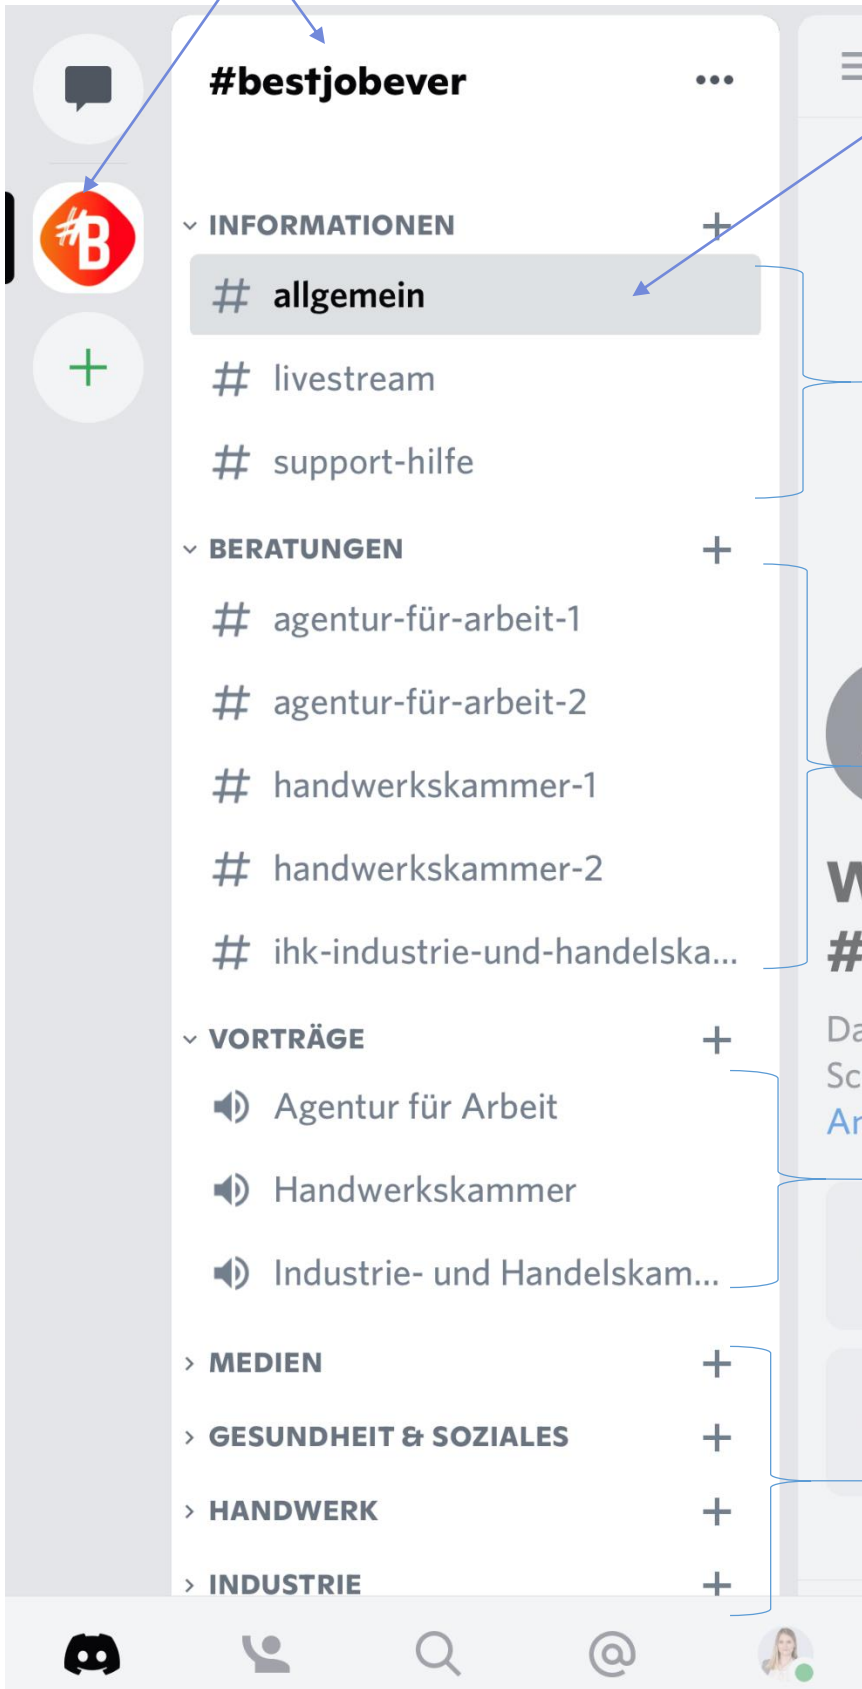 #bestjobever
#B
INFORMATIONEN
# allgemein
# livestream
# support-hilfe
BERATUNGEN
# agentur-für-arbeit-1
# agentur-für-arbeit-2
# handwerkskammer-1
# handwerkskammer-2
# ihk-industrie-und-handelska...
VORTRÄGE
Agentur für Arbeit
Handwerkskammer
Industrie- und Handelskam...
MEDIEN
GESUNDHEIT & SOZIALES
HANDWERK
INDUSTRIE